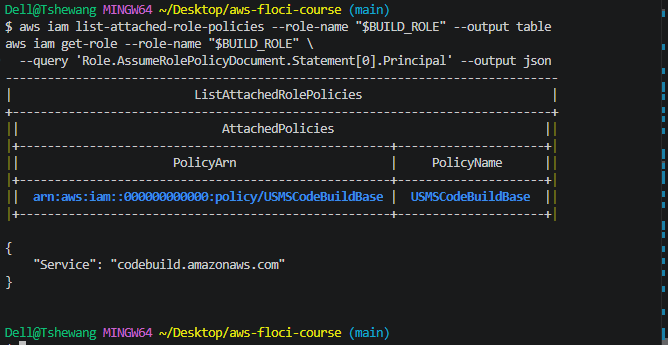 Dell@Tshewang MINGW64 ~/Desktop/aws-floci-course (main)
$ aws iam list-attached-role-policies --role-name "$BUILD_ROLE" --output table
aws iam get-role --role-name "$BUILD_ROLE" \
  --query 'Role.AssumeRolePolicyDocument.Statement[0].Principal' --output json
----------------------------------------------------------------------
|                       ListAttachedRolePolicies                       |
+----------------------------------------------------------------------+
||                          AttachedPolicies                          ||
|+-----------------------------------------------+-------------------+|
||                   PolicyArn                   |    PolicyName     ||
|+-----------------------------------------------+-------------------+|
||  arn:aws:iam::000000000000:policy/USMSCodeBuildBase |  USMSCodeBuildBase  ||
|+-----------------------------------------------+-------------------+|
{
    "Service": "codebuild.amazonaws.com"
}
Dell@Tshewang MINGW64 ~/Desktop/aws-floci-course (main)